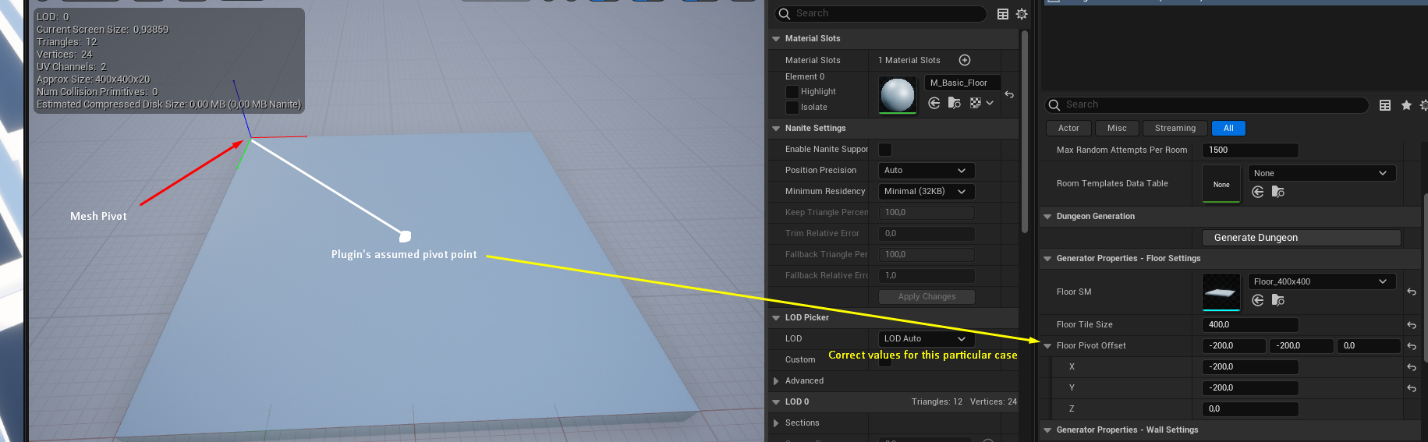 LOD: 0
Current Screen Size: 0,93859
Triangles: 12
Vertices: 24
UV Channels: 2
Approx Size: 400x400x20
Num Collision Primitives: 0
Estimated Compressed Disk Size: 0,00 MB (0,00 MB Nanite)
Mesh Pivot
Plugin's assumed pivot point
Correct values for this particular case
Search
Material Slots
Material Slots 1 Material Slots
Element 0
Highlight
Isolate
M_Basic_Floor
Nanite Settings
Enable Nanite Suppor
Position Precision Auto
Minimum Residency Minimal (32KB)
Keep Triangle Percen 100,0
Trim Relative Error 0,0
Fallback Triangle Per 100,0
Fallback Relative Erro 1,0
Apply Changes
LOD Picker
LOD LOD Auto
Custom
Advanced
LOD 0 Triangles: 12 Vertices: 24
Sections
Search
Actor Misc Streaming All
Max Random Attempts Per Room 1500
Room Templates Data Table None None
Dungeon Generation
Generate Dungeon
Generator Properties - Floor Settings
Floor SM Floor_400x400
Floor Tile Size 400,0
Floor Pivot Offset -200,0 -200,0 0,0
X -200,0
Y -200,0
Z 0,0
Generator Properties - Wall Settings